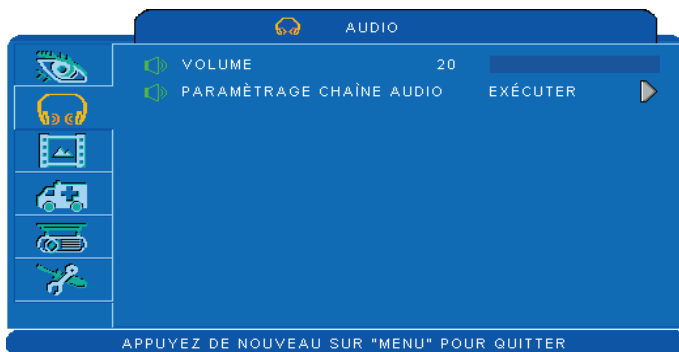 AUDIO
VOLUME 20
PARAMÈTRAGE CHAÎNE AUDIO EXÉCUTER
APPUYEZ DE NOUVEAU SUR "MENU" POUR QUITTER